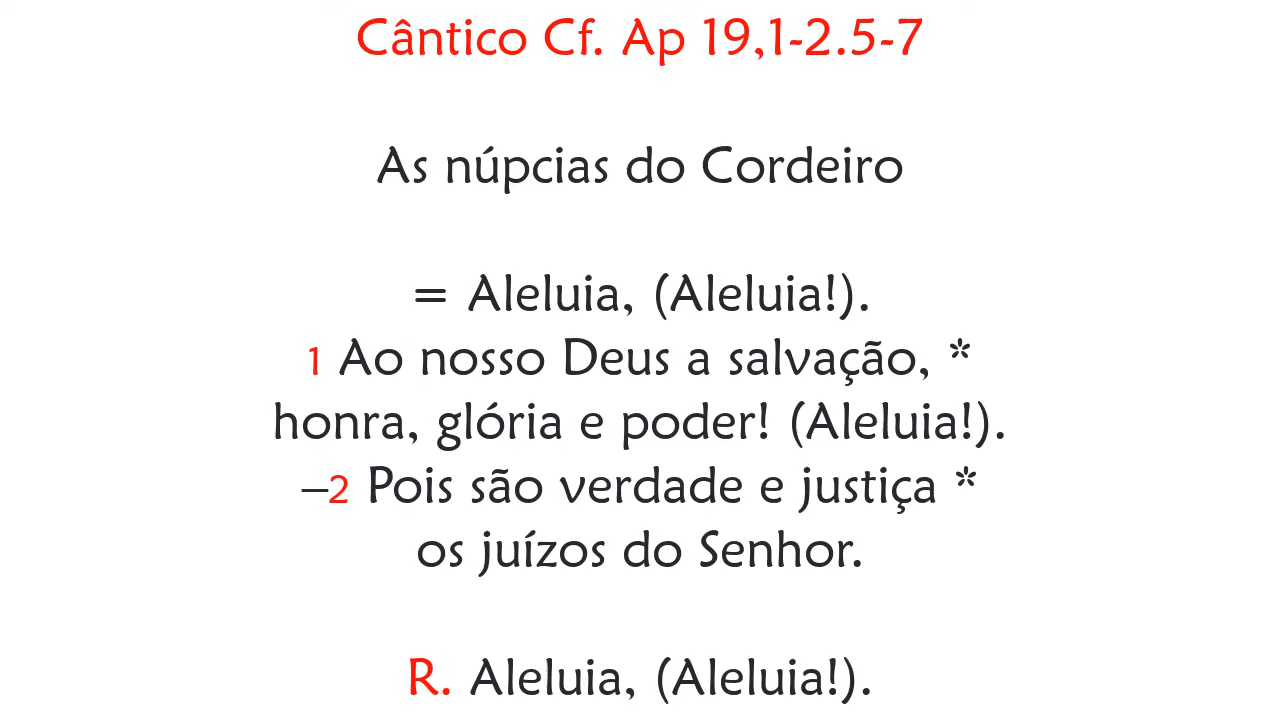 Cântico Cf. Ap 19,1-2.5-7
As núpcias do Cordeiro
= Aleluia, (Aleluia!).
1 Ao nosso Deus a salvação, *
honra, glória e poder! (Aleluia!).
–2 Pois são verdade e justiça *
os juízos do Senhor.
R. Aleluia, (Aleluia!).